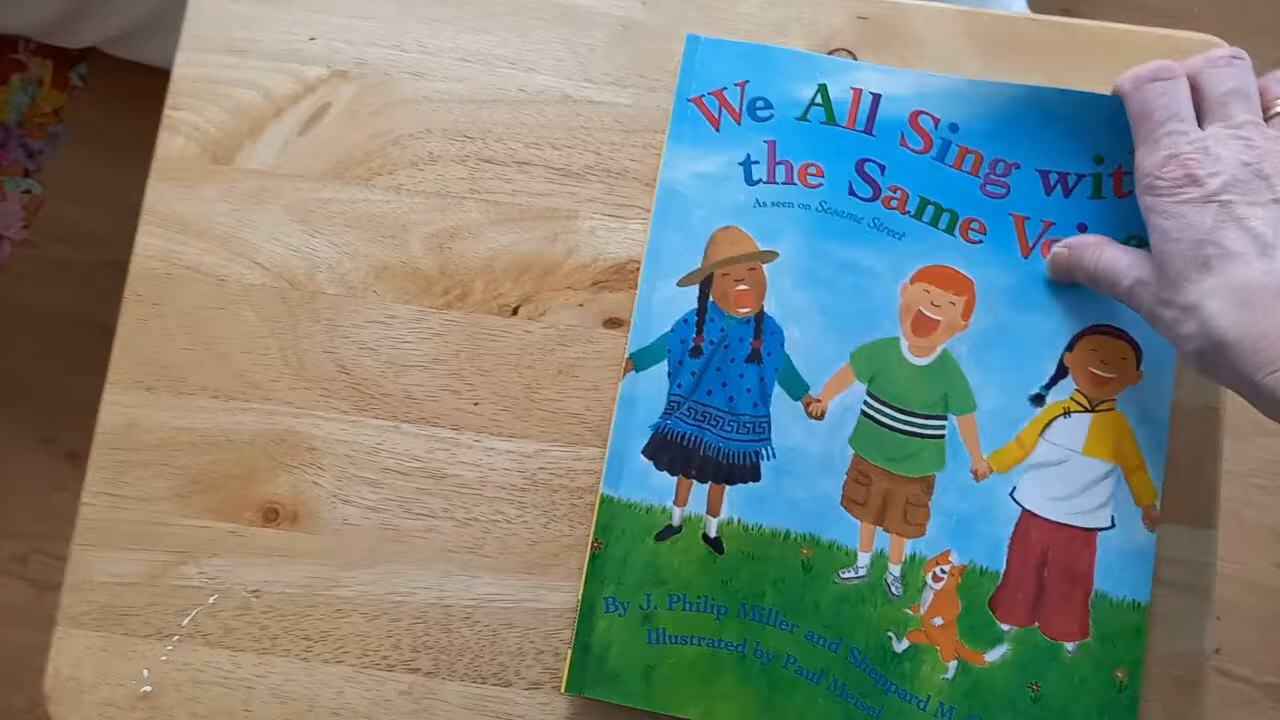 We All Sing wit
the Same Voice
As seen on Sesame Street
By J. Philip Miller and Sheppard M.
Illustrated by Paul Meisel